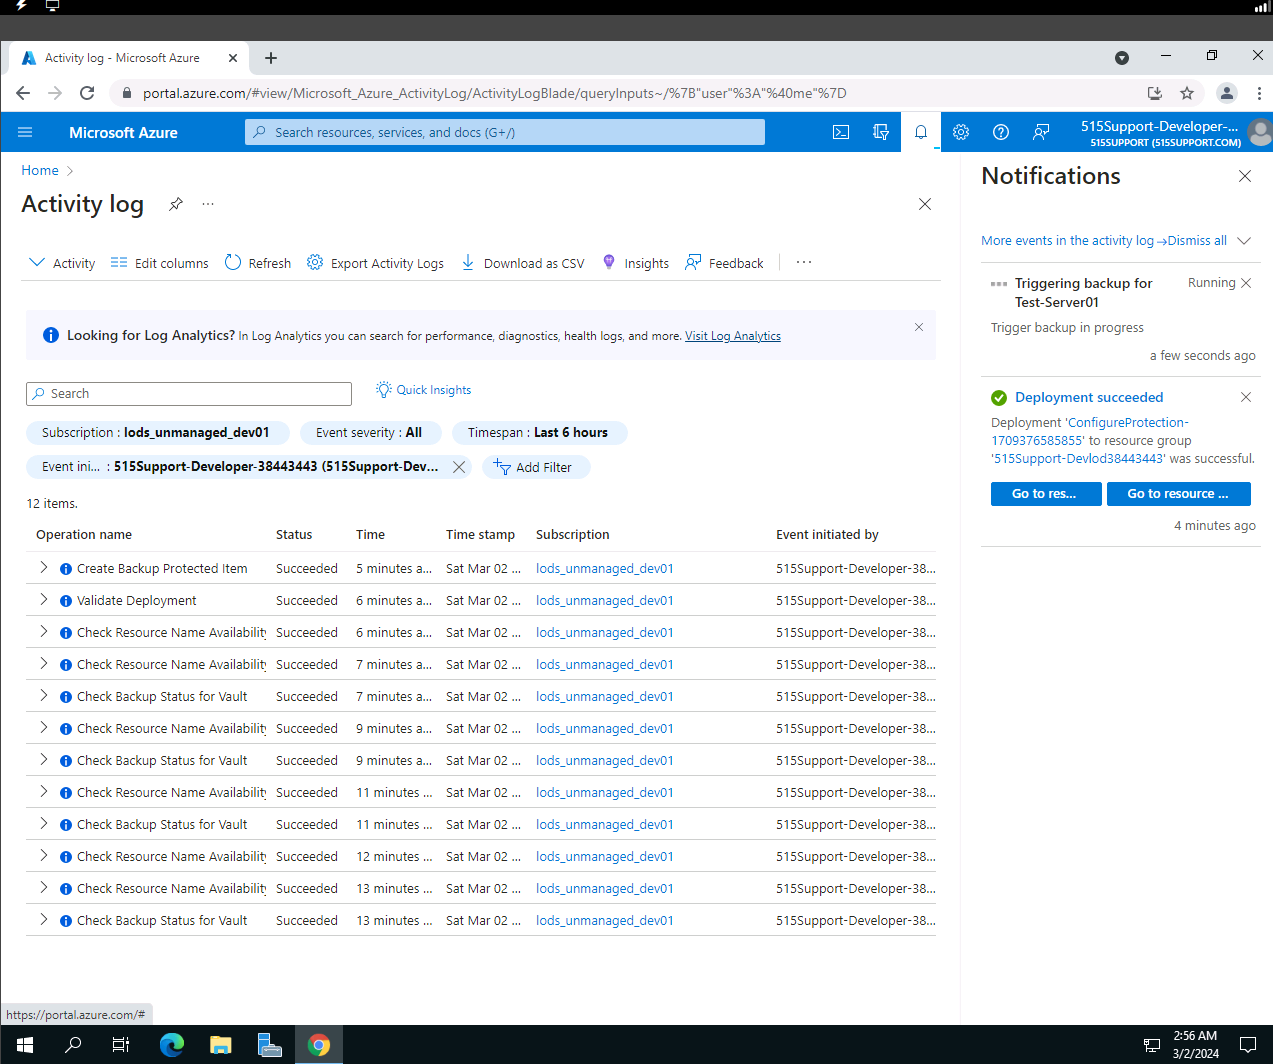 Activity log - Microsoft Azure
portal.azure.com/#view/Microsoft_Azure_ActivityLog/ActivityLogBlade/queryInputs~/%7B"user"%3A"%40me"%7D
Microsoft Azure
Search resources, services, and docs (G+/)
515Support-Developer-...
515SUPPORT (515SUPPORT.COM)
Home
Activity log
Activity
Edit columns
Refresh
Export Activity Logs
Download as CSV
Insights
Feedback
Looking for Log Analytics? In Log Analytics you can search for performance, diagnostics, health logs, and more. Visit Log Analytics
Search
Quick Insights
Subscription : lods_unmanaged_dev01
Event severity : All
Timespan : Last 6 hours
Event ini... : 515Support-Developer-38443443 (515Support-Dev...
Add Filter
12 items.
Operation name Status Time Time stamp Subscription Event initiated by
Create Backup Protected Item Succeeded 5 minutes a... Sat Mar 02 ... lods_unmanaged_dev01 515Support-Developer-38...
Validate Deployment Succeeded 6 minutes a... Sat Mar 02 ... lods_unmanaged_dev01 515Support-Developer-38...
Check Resource Name Availability Succeeded 6 minutes a... Sat Mar 02 ... lods_unmanaged_dev01 515Support-Developer-38...
Check Resource Name Availability Succeeded 7 minutes a... Sat Mar 02 ... lods_unmanaged_dev01 515Support-Developer-38...
Check Backup Status for Vault Succeeded 7 minutes a... Sat Mar 02 ... lods_unmanaged_dev01 515Support-Developer-38...
Check Resource Name Availability Succeeded 9 minutes a... Sat Mar 02 ... lods_unmanaged_dev01 515Support-Developer-38...
Check Backup Status for Vault Succeeded 9 minutes a... Sat Mar 02 ... lods_unmanaged_dev01 515Support-Developer-38...
Check Resource Name Availability Succeeded 11 minutes ... Sat Mar 02 ... lods_unmanaged_dev01 515Support-Developer-38...
Check Backup Status for Vault Succeeded 11 minutes ... Sat Mar 02 ... lods_unmanaged_dev01 515Support-Developer-38...
Check Resource Name Availability Succeeded 12 minutes ... Sat Mar 02 ... lods_unmanaged_dev01 515Support-Developer-38...
Check Resource Name Availability Succeeded 13 minutes ... Sat Mar 02 ... lods_unmanaged_dev01 515Support-Developer-38...
Check Backup Status for Vault Succeeded 13 minutes ... Sat Mar 02 ... lods_unmanaged_dev01 515Support-Developer-38...
Notifications
More events in the activity log → Dismiss all
Triggering backup for
Test-Server01
Running
Trigger backup in progress
a few seconds ago
Deployment succeeded
Deployment 'ConfigureProtection-
1709376585855' to resource group
'515Support-Devlod38443443' was successful.
Go to res...
Go to resource ...
4 minutes ago
https://portal.azure.com/#
2:56 AM
3/2/2024